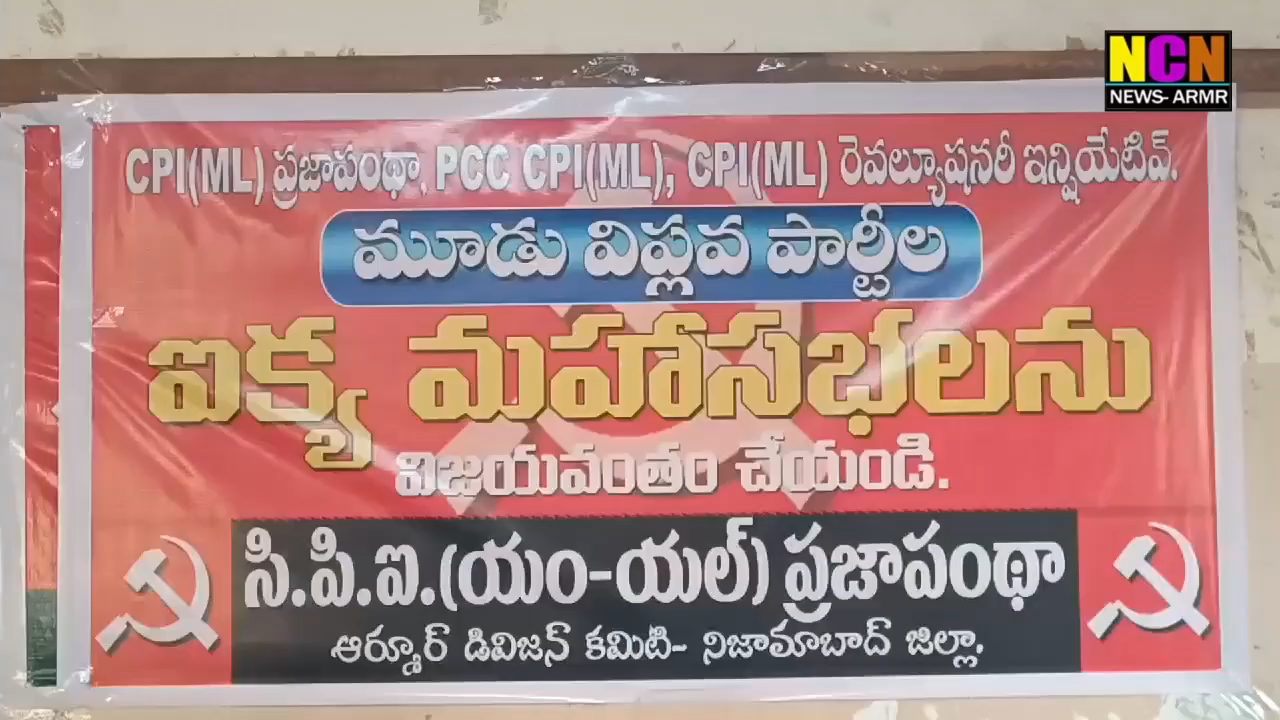 NCN
NEWS- ARMR
CPI(ML) ప్రజాపంథా, PCC CPI(ML), CPI(ML) రెవల్యూషనరీ ఇన్షియేటివ్.
మూడు విప్లవ పార్టీల
ఐక్య మహాసభలను
విజయవంతం చేయండి.
సి.పి.ఐ.(యం-యల్) ప్రజాపంథా
ఆర్మూర్ డివిజన్ కమిటి- నిజామాబాద్ జిల్లా.